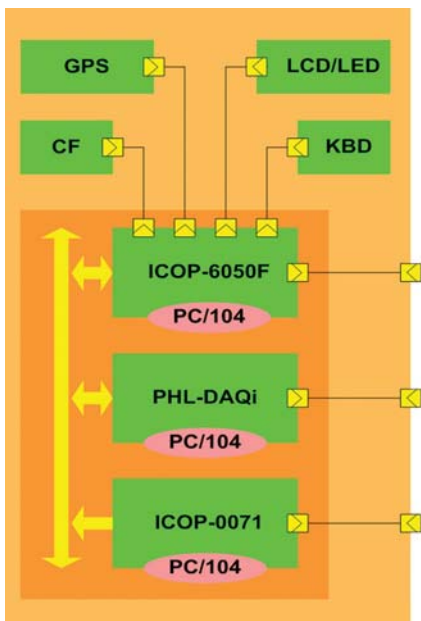 GPS
LCD/LED
CF
KBD
ICOP-6050F
PC/104
PHL-DAQi
PC/104
ICOP-0071
PC/104